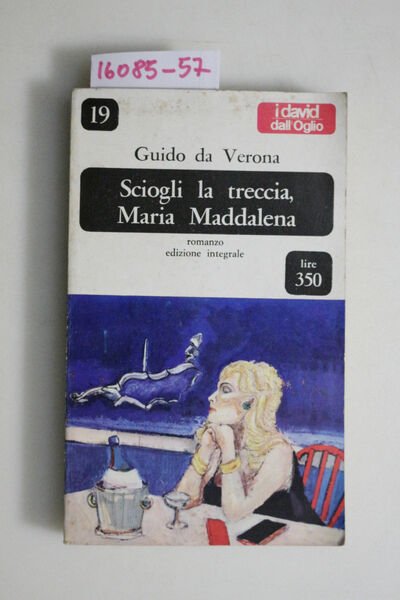 16085-57
19
i david
dall'Oglio
Guido da Verona
Sciogli la treccia,
Maria Maddalena
romanzo
edizione integrale
lire
350